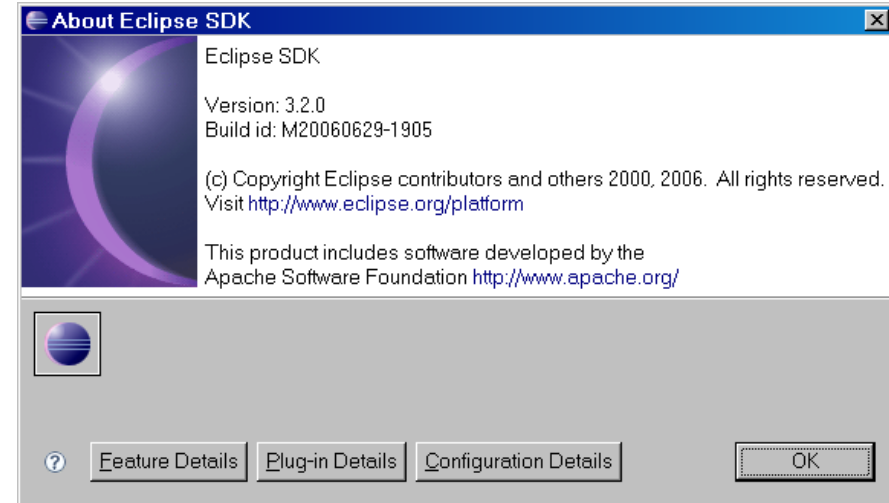 About Eclipse SDK
Eclipse SDK
Version: 3.2.0
Build id: M20060629-1905
(c) Copyright Eclipse contributors and others 2000, 2006.  All rights reserved.
Visit http://www.eclipse.org/platform
This product includes software developed by the
Apache Software Foundation http://www.apache.org/
Feature Details
Plug-in Details
Configuration Details
OK